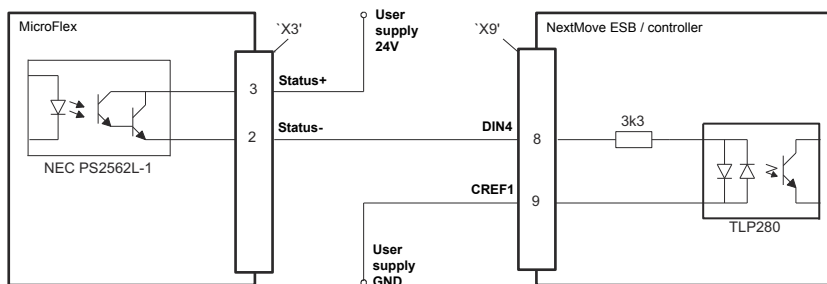 MicroFlex
'X3'
User
supply
24V
'X9'
NextMove ESB / controller
3
Status+
2
Status-
DIN4
8
3k3
NEC PS2562L-1
CREF1
9
TLP280
User
supply
GND